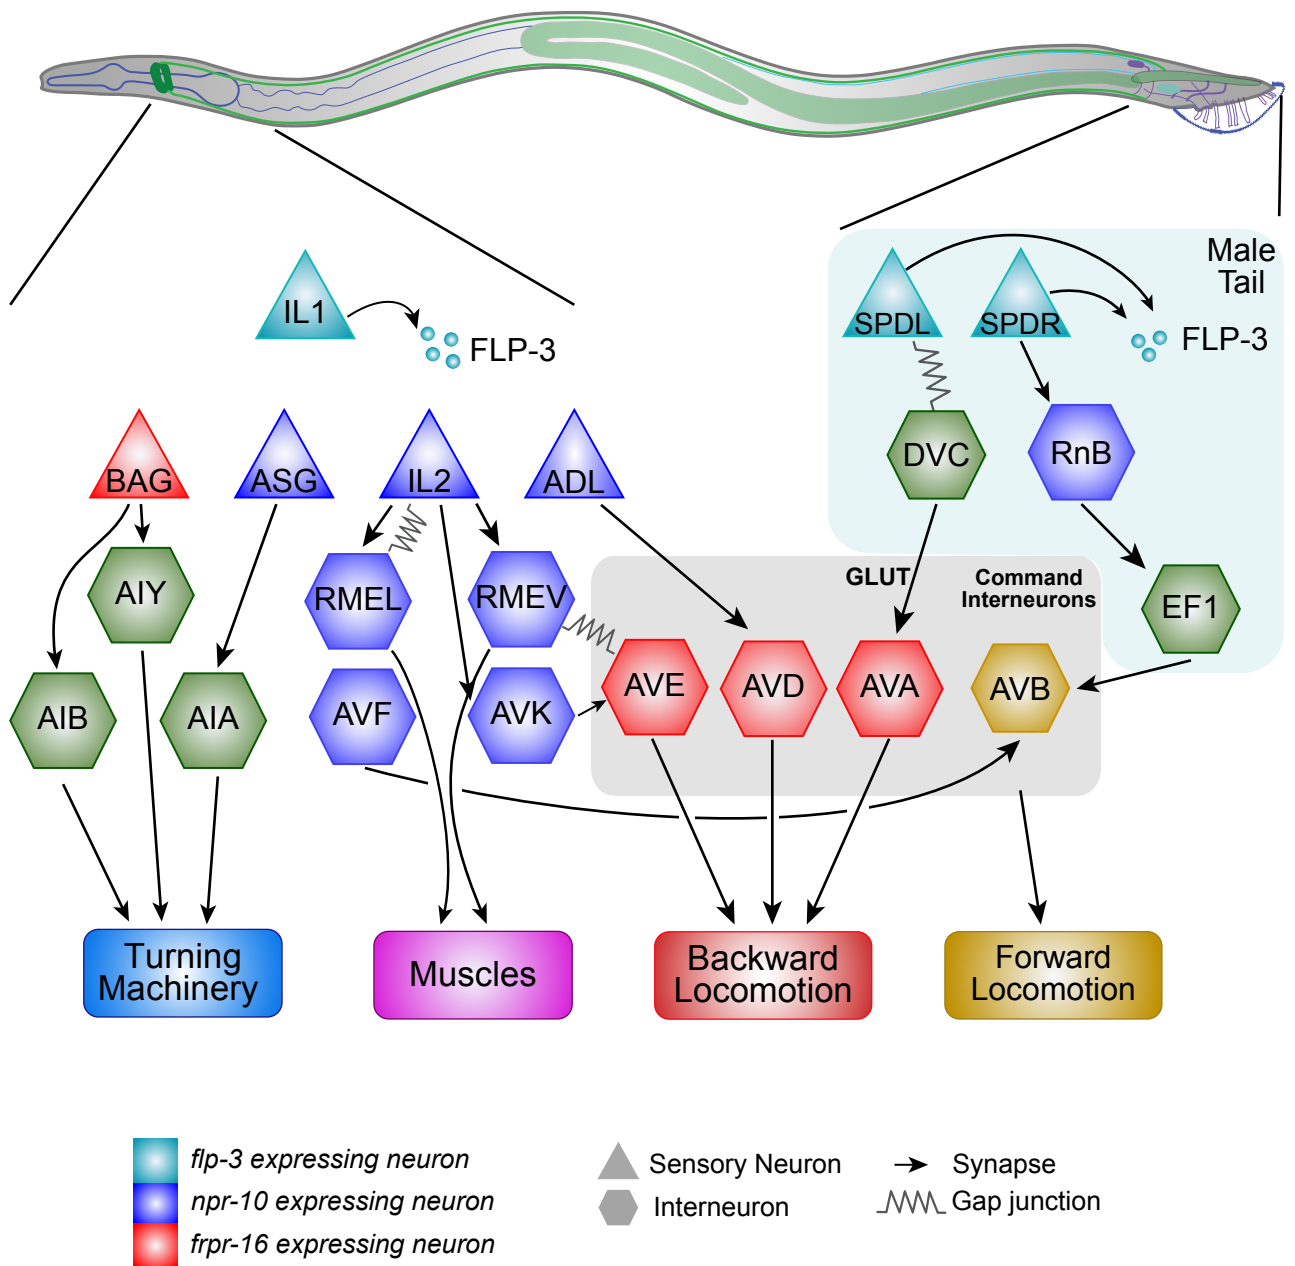 Male
Tail
IL1
FLP-3
SPDL
SPDR
FLP-3
BAG
ASG
IL2
ADL
DVC
RnB
AIY
RMEL
RMEV
GLUT
Command
Interneurons
EF1
AIB
AIA
AVF
AVK
AVE
AVD
AVA
AVB
Turning
Machinery
Muscles
Backward
Locomotion
Forward
Locomotion
flp-3 expressing neuron
npr-10 expressing neuron
frpr-16 expressing neuron
Sensory Neuron
Interneuron
Synapse
Gap junction